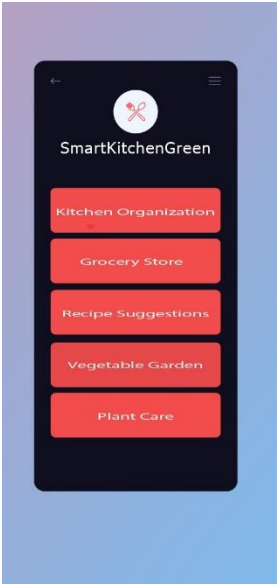 SmartKitchenGreen
Kitchen Organization
Grocery Store
Recipe Suggestions
Vegetable Garden
Plant Care